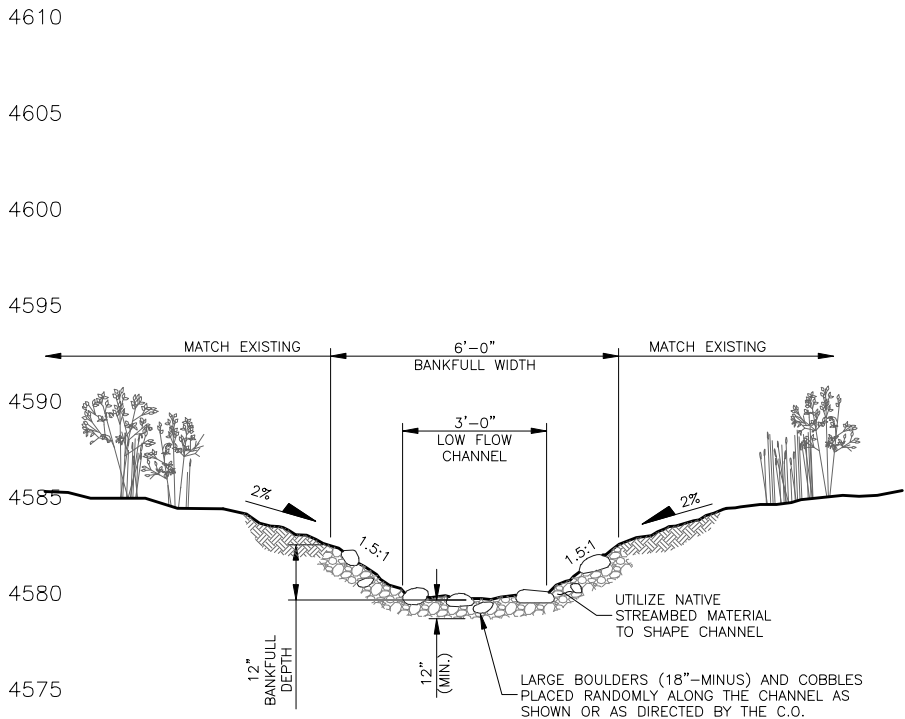 4610
4605
4600
4595
MATCH EXISTING
6'-0"
BANKFULL WIDTH
MATCH EXISTING
4590
3'-0"
LOW FLOW
CHANNEL
4585
2%
2%
1.5:1
1.5:1
4580
UTILIZE NATIVE
STREAMBED MATERIAL
TO SHAPE CHANNEL
12"
BANKFULL
DEPTH
12"
(MIN.)
4575
LARGE BOULDERS (18"-MINUS) AND COBBLES
PLACED RANDOMLY ALONG THE CHANNEL AS
SHOWN OR AS DIRECTED BY THE C.O.